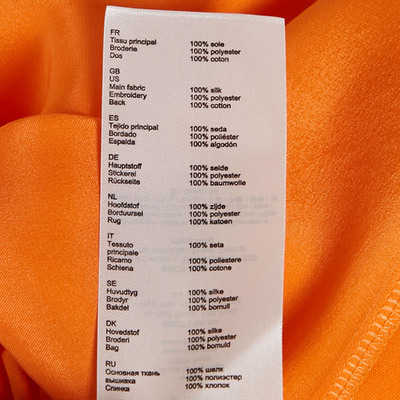 FR
Tissu principal 100% soie
Broderie 100% polyester
Dos 100% coton
GB
US
Main fabric 100% silk
Embroidery 100% polyester
Back 100% cotton
ES
Tejido principal 100% seda
Bordado 100% poliéster
Espalda 100% algodón
DE
Hauptstoff 100% seide
Stickerei 100% polyester
Rückseite 100% baumwolle
NL
Hoofdstof 100% zijde
Borduursel 100% polyester
Rug 100% katoen
IT
Tessuto
principale 100% seta
Ricamo 100% poliestere
Schiena 100% cotone
SE
Huvudtyg 100% silke
Brodyr 100% polyester
Bakdel 100% bomull
DK
Hovedstof 100% silke
Broderi 100% polyester
Bag 100% bomuld
RU
Основная ткань 100% шелк
вышивка 100% полиэстер
Спинка 100% хлопок